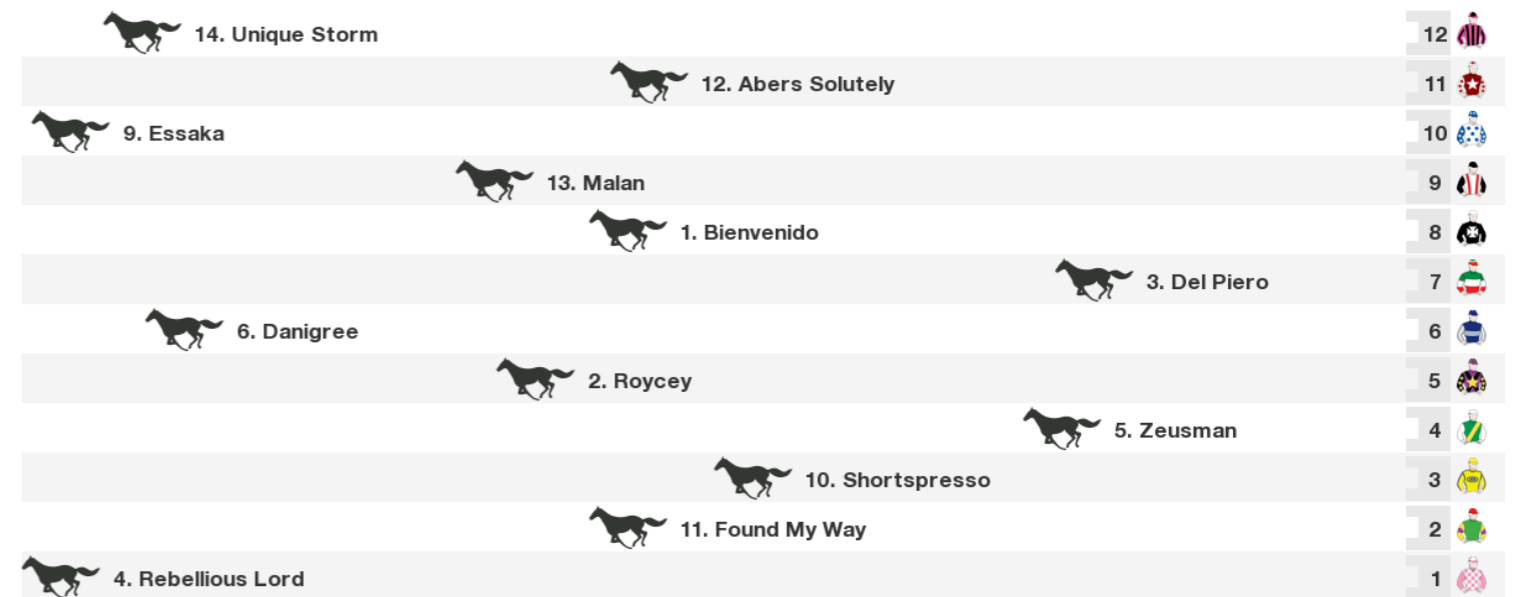 14. Unique Storm 12
12. Abers Solutely 11
9. Essaka 10
13. Malan 9
1. Bienvenido 8
3. Del Piero 7
6. Danigree 6
2. Roycey 5
5. Zeusman 4
10. Shortspresso 3
11. Found My Way 2
4. Rebellious Lord 1